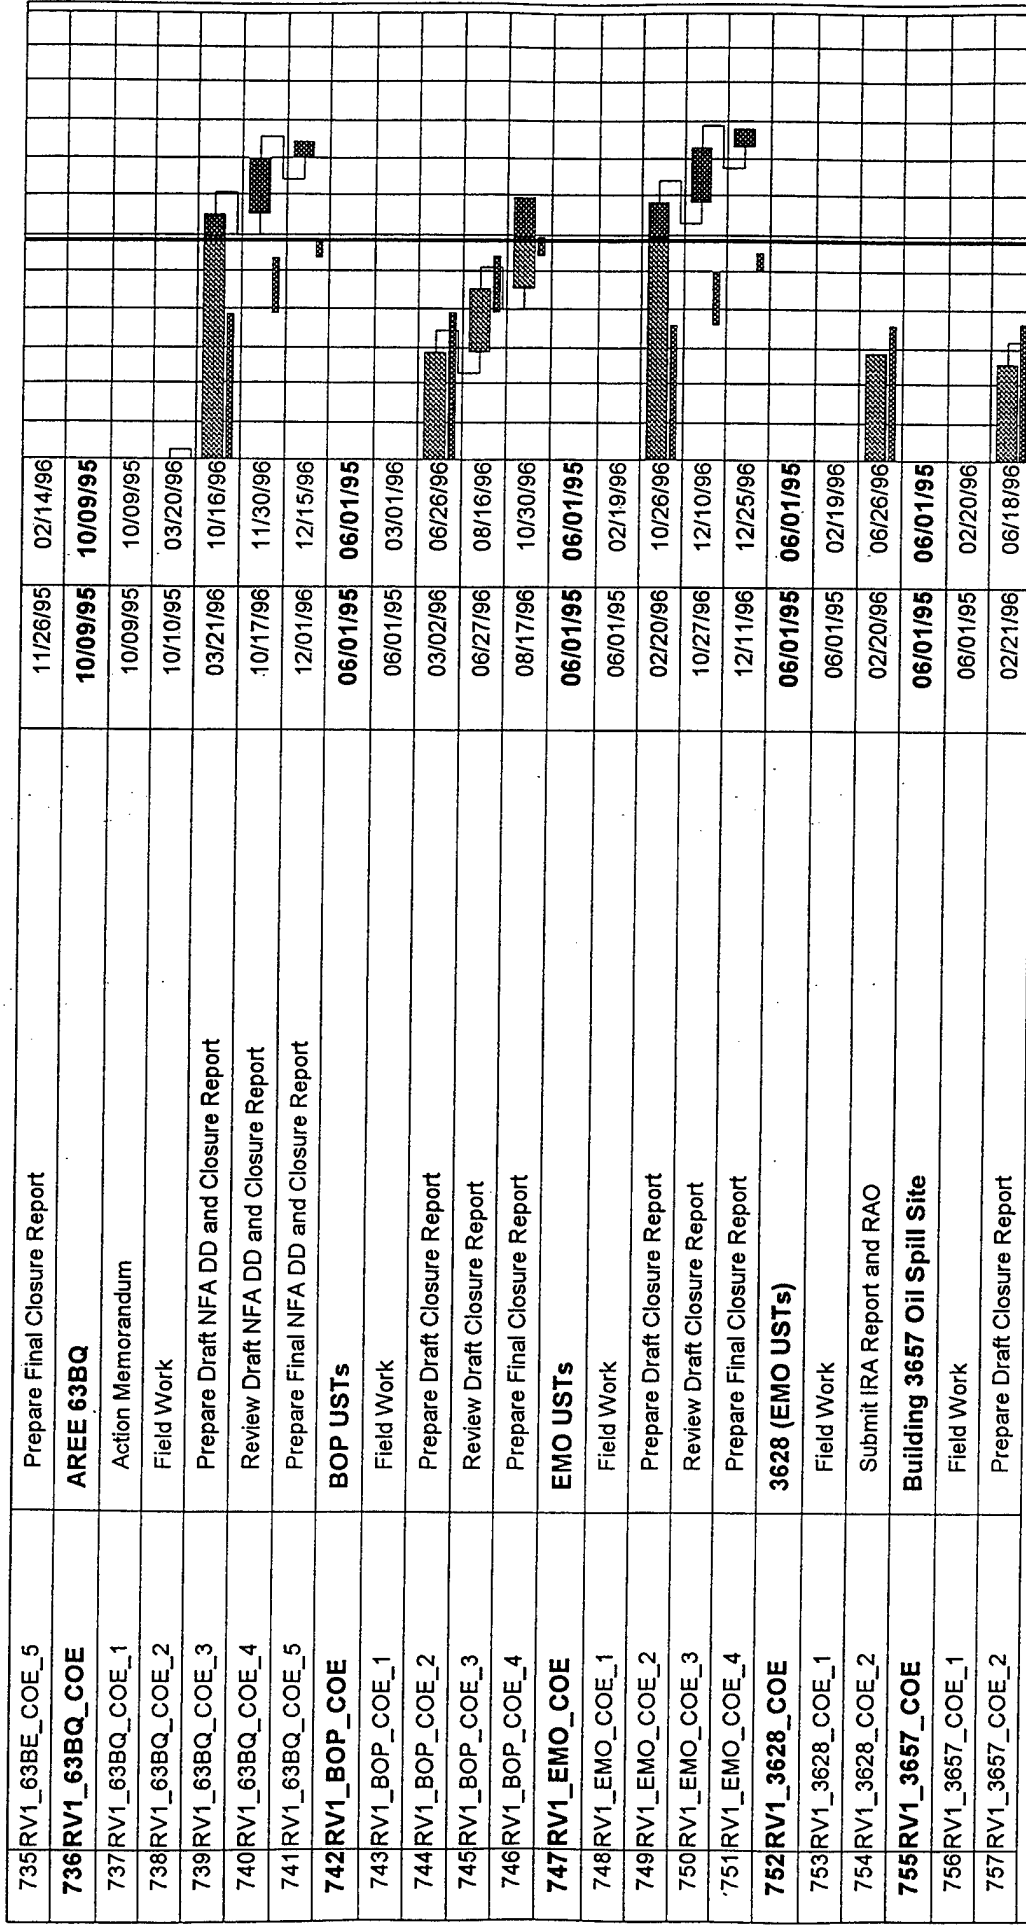 735 RV1_63BE_COE_5 Prepare Final Closure Report 11/26/95 02/14/96
736 RV1_63BQ_COE AREE 63BQ 10/09/95 10/09/95
737 RV1_63BQ_COE_1 Action Memorandum 10/09/95 10/09/95
738 RV1_63BQ_COE_2 Field Work 10/10/95 03/20/96
739 RV1_63BQ_COE_3 Prepare Draft NFA DD and Closure Report 03/21/96 10/16/96
740 RV1_63BQ_COE_4 Review Draft NFA DD and Closure Report 10/17/96 11/30/96
741 RV1_63BQ_COE_5 Prepare Final NFA DD and Closure Report 12/01/96 12/15/96
742 RV1_BOP_COE BOP USTs 06/01/95 06/01/95
743 RV1_BOP_COE_1 Field Work 06/01/95 03/01/96
744 RV1_BOP_COE_2 Prepare Draft Closure Report 03/02/96 06/26/96
745 RV1_BOP_COE_3 Review Draft Closure Report 06/27/96 08/16/96
746 RV1_BOP_COE_4 Prepare Final Closure Report 08/17/96 10/30/96
747 RV1_EMO_COE EMO USTs 06/01/95 06/01/95
748 RV1_EMO_COE_1 Field Work 06/01/95 02/19/96
749 RV1_EMO_COE_2 Prepare Draft Closure Report 02/20/96 10/26/96
750 RV1_EMO_COE_3 Review Draft Closure Report 10/27/96 12/10/96
751 RV1_EMO_COE_4 Prepare Final Closure Report 12/11/96 12/25/96
752 RV1_3628_COE 3628 (EMO USTs) 06/01/95 06/01/95
753 RV1_3628_COE_1 Field Work 06/01/95 02/19/96
754 RV1_3628_COE_2 Submit IRA Report and RAO 02/20/96 06/26/96
755 RV1_3657_COE Building 3657 Oil Spill Site 06/01/95 06/01/95
756 RV1_3657_COE_1 Field Work 06/01/95 02/20/96
757 RV1_3657_COE_2 Prepare Draft Closure Report 02/21/96 06/18/96